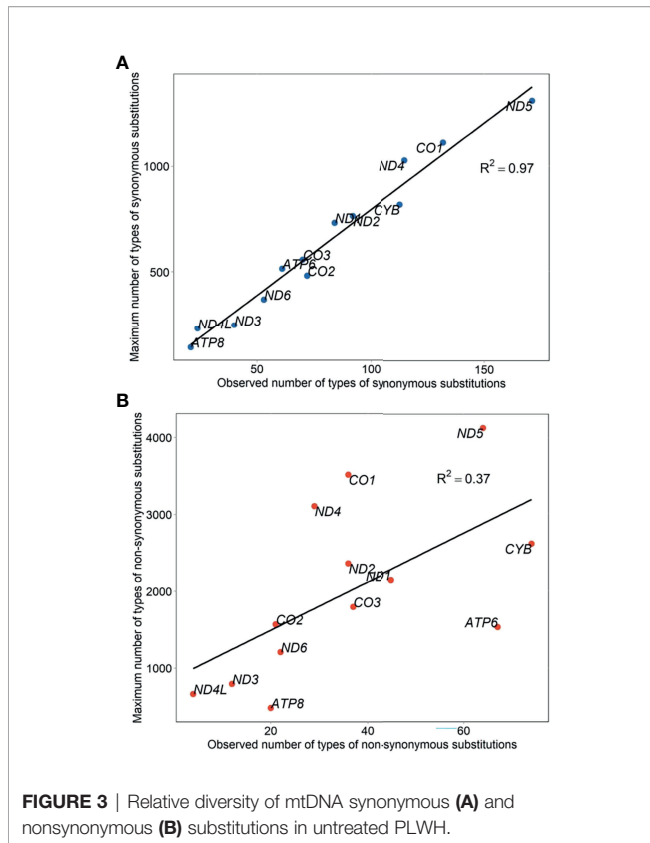 A
Maximum number of types of synonymous substitutions
1000
500
ND5
CO1
ND4
R² = 0.97
CYB
ND1
ND2
CO3
ATP6
CO2
ND6
ND4L
ND3
ATP8
50
100
150
Observed number of types of synonymous substitutions
B
Maximum number of types of non-synonymous substitutions
4000
3000
2000
1000
ND5
CO1
R² = 0.37
ND4
CYB
ND2
ND1
CO3
ATP6
CO2
ND6
ND3
ND4L
ATP8
20
40
60
Observed number of types of non-synonymous substitutions
FIGURE 3 | Relative diversity of mtDNA synonymous (A) and
nonsynonymous (B) substitutions in untreated PLWH.